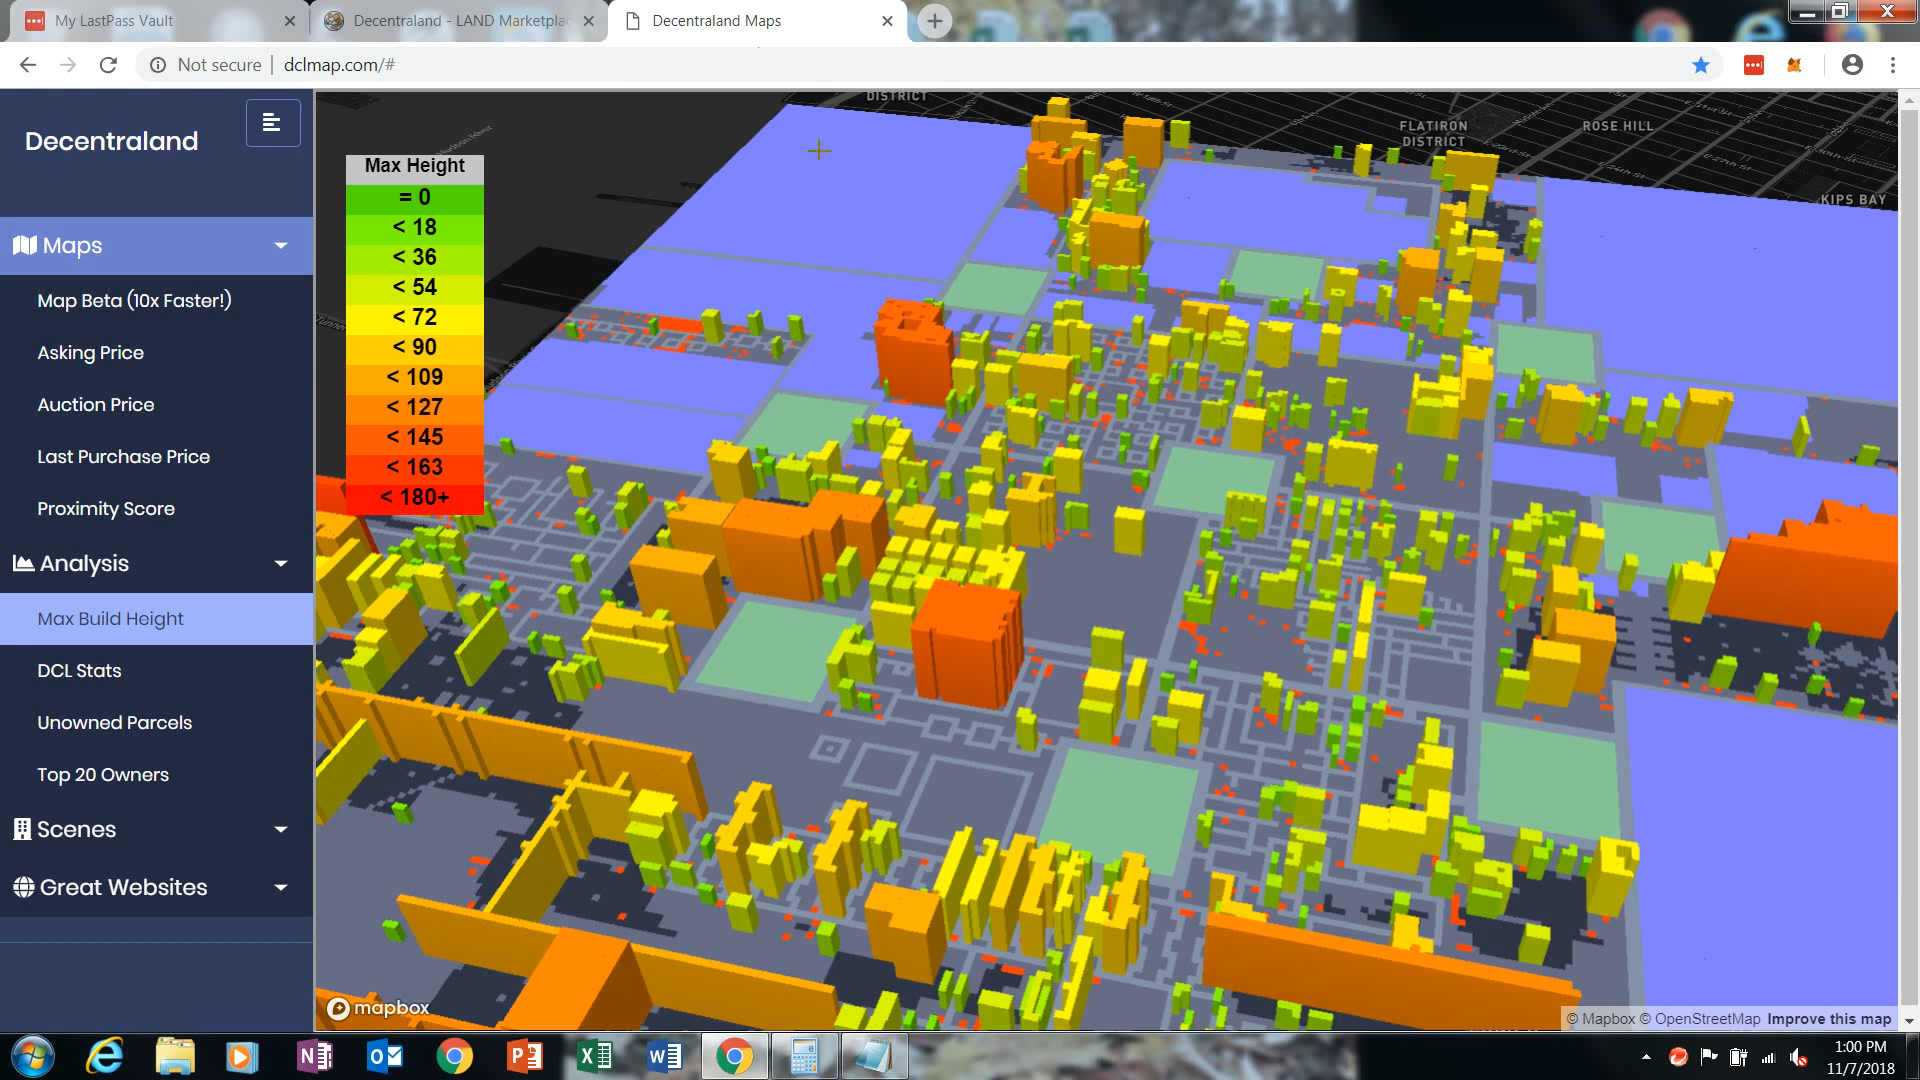 My LastPass Vault
Decentraland - LAND Marketplac
Decentraland Maps
Not secure
dclmap.com/#
Decentraland
Maps
Map Beta (10x Faster!)
Asking Price
Auction Price
Last Purchase Price
Proximity Score
Analysis
Max Build Height
DCL Stats
Unowned Parcels
Top 20 Owners
Scenes
Great Websites
Max Height
= 0
< 18
< 36
< 54
< 72
< 90
< 109
< 127
< 145
< 163
< 180+
DISTRICT
FLATIRON
DISTRICT
ROSE HILL
KIPS BAY
mapbox
© Mapbox © OpenStreetMap Improve this map
1:00 PM
11/7/2018